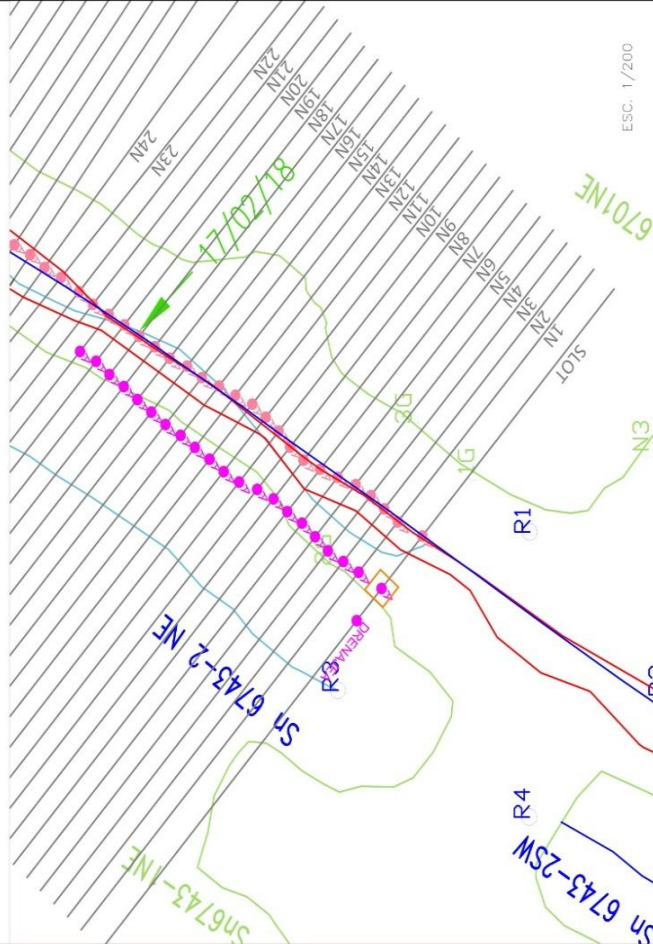 ESC. 1/200
22N
21N
20N
19N
18N
17N
16N
15N
14N
13N
12N
11N
10N
9N
8N
7N
6N
5N
4N
3N
2N
1N
SLOT
24N
23N
17/02/18
6701NE
3G
1G
N3
R1
DRENAJEA
R3
Sn 6743-2 NE
R4
Sn 6743-2SW
Sn6743-1NE